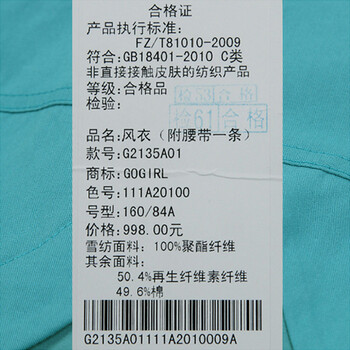 合格证
产品执行标准:
FZ/T81010-2009
符合:GB18401-2010 C类
非直接接触皮肤的纺织产品
等级:合格品
检验:
检53合格
检61合格
品名:风衣(附腰带一条)
款号:G2135A01
商标:GOGIRL
色号:111A20100
号型:160/84A
价格:998.00元
雪纺面料: 100%聚酯纤维
其余面料:
50.4%再生纤维素纤维
49.6%棉
G2135A01111A2010009A